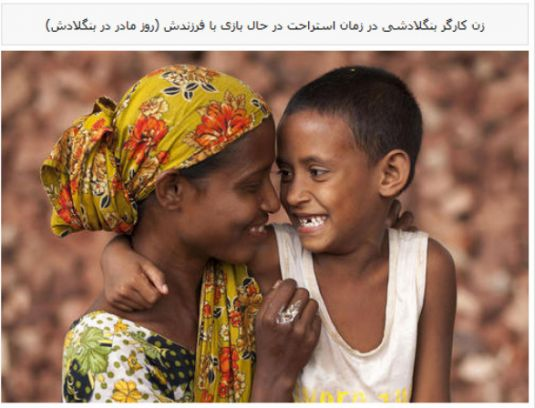 زن کارگر بنگلادشی در زمان استراحت در حال بازی با فرزندش (روز مادر در بنگلادش)